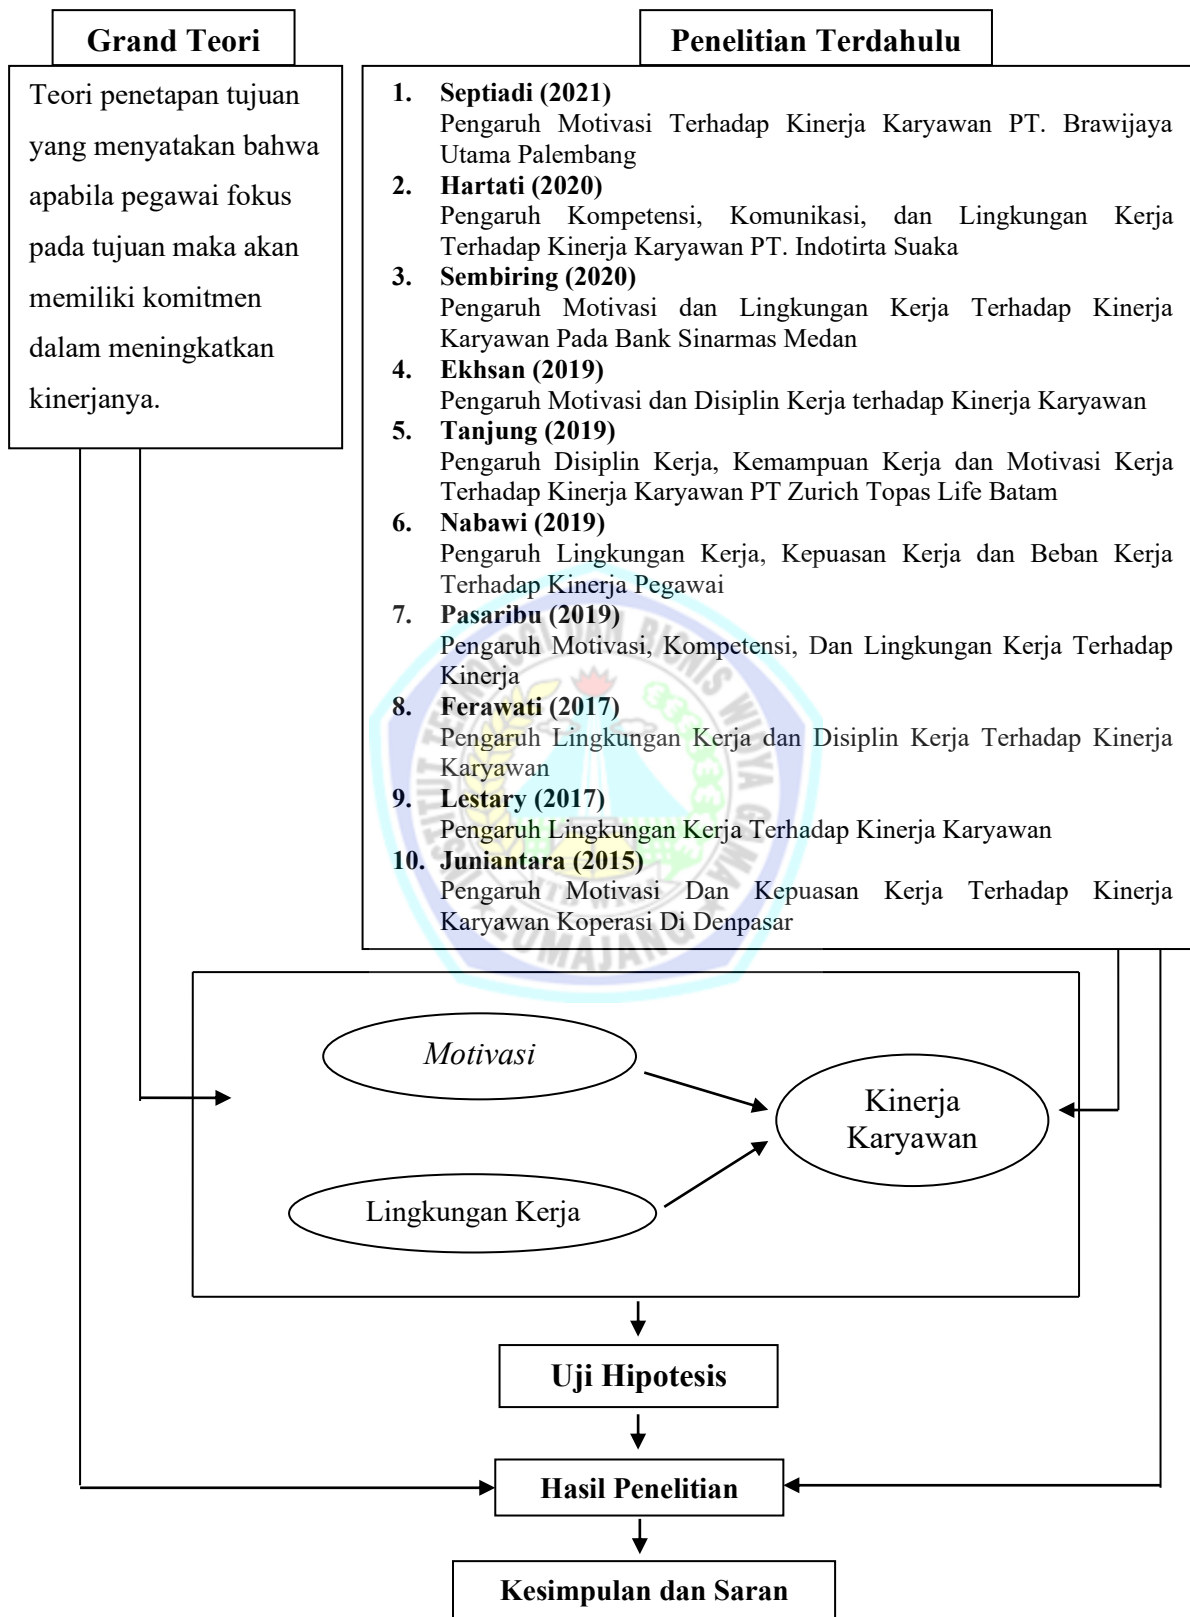 Grand Teori
Teori penetapan tujuan
yang menyatakan bahwa
apabila pegawai fokus
pada tujuan maka akan
memiliki komitmen
dalam meningkatkan
kinerjanya.
Penelitian Terdahulu
1. Septiadi (2021)
Pengaruh Motivasi Terhadap Kinerja Karyawan PT. Brawijaya
Utama Palembang
2. Hartati (2020)
Pengaruh Kompetensi, Komunikasi, dan Lingkungan Kerja
Terhadap Kinerja Karyawan PT. Indotirta Suaka
3. Sembiring (2020)
Pengaruh Motivasi dan Lingkungan Kerja Terhadap Kinerja
Karyawan Pada Bank Sinarmas Medan
4. Ekhsan (2019)
Pengaruh Motivasi dan Disiplin Kerja terhadap Kinerja Karyawan
5. Tanjung (2019)
Pengaruh Disiplin Kerja, Kemampuan Kerja dan Motivasi Kerja
Terhadap Kinerja Karyawan PT Zurich Topas Life Batam
6. Nabawi (2019)
Pengaruh Lingkungan Kerja, Kepuasan Kerja dan Beban Kerja
Terhadap Kinerja Pegawai
7. Pasaribu (2019)
Pengaruh Motivasi, Kompetensi, Dan Lingkungan Kerja Terhadap
Kinerja
8. Ferawati (2017)
Pengaruh Lingkungan Kerja dan Disiplin Kerja Terhadap Kinerja
Karyawan
9. Lestary (2017)
Pengaruh Lingkungan Kerja Terhadap Kinerja Karyawan
10. Juniantara (2015)
Pengaruh Motivasi Dan Kepuasan Kerja Terhadap Kinerja
Karyawan Koperasi Di Denpasar
INSTITUT TEKNOLOGI DAN BISNIS WIDYA GAMA
LUMAJANG
Motivasi
Lingkungan Kerja
Kinerja
Karyawan
Uji Hipotesis
Hasil Penelitian
Kesimpulan dan Saran